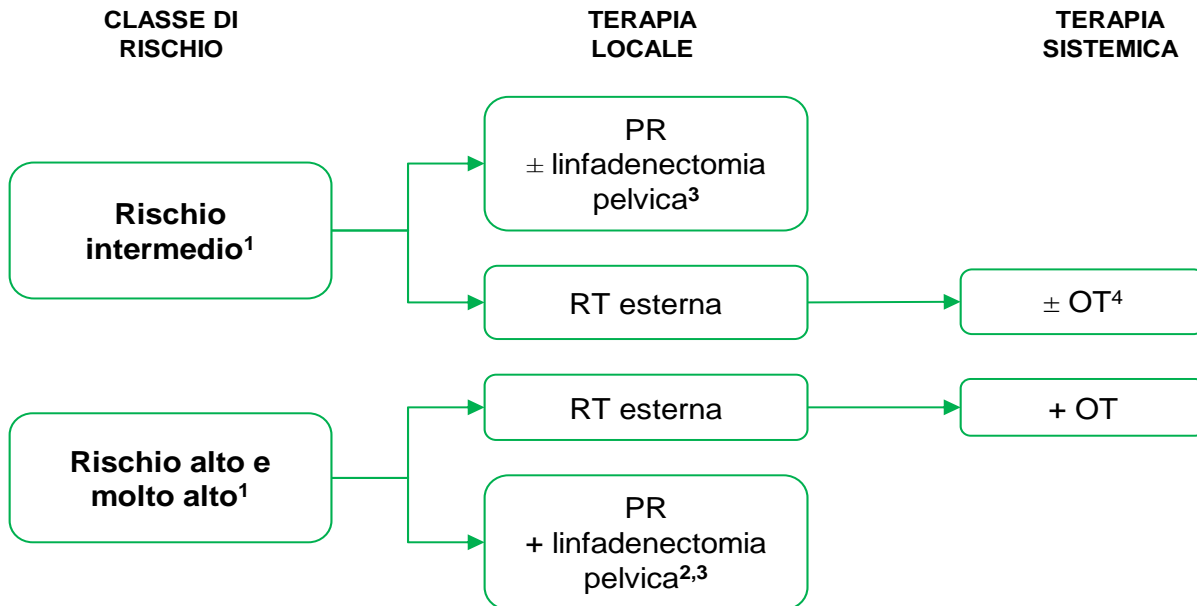 CLASSE DI
RISCHIO
TERAPIA
LOCALE
TERAPIA
SISTEMICA
Rischio
intermedio¹
PR
± linfadenectomia
pelvica³
RT esterna
± OT⁴
Rischio alto e
molto alto¹
RT esterna
+ OT
PR
+ linfadenectomia
pelvica²,³